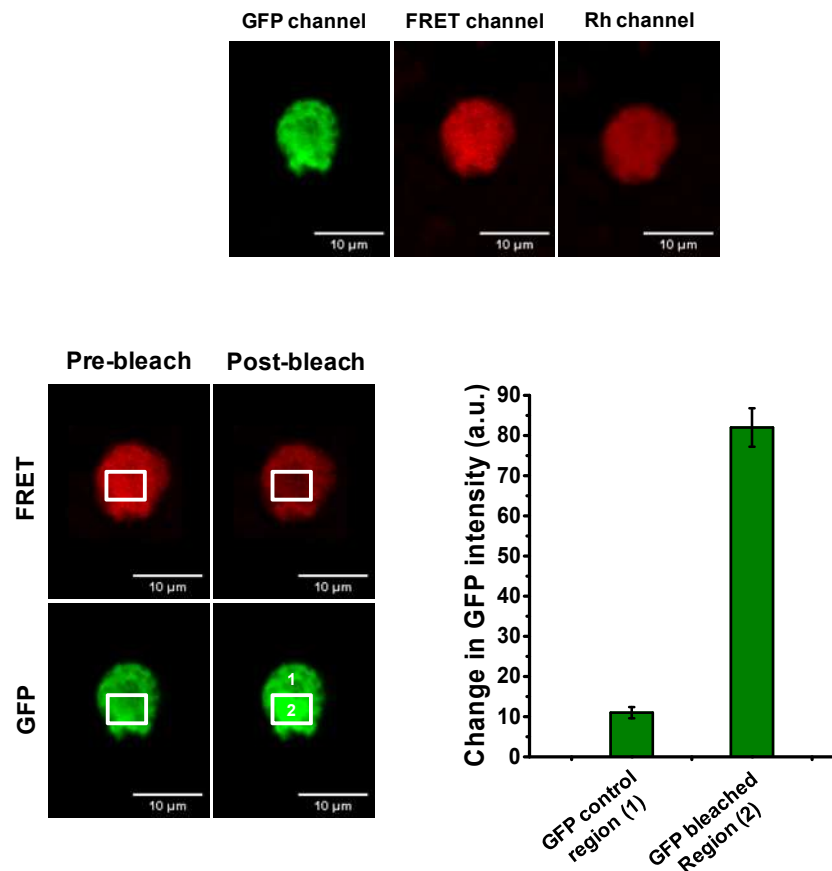 GFP channel FRET channel Rh channel
10 µm 10 µm 10 µm
Pre-bleach Post-bleach
FRET
10 µm 10 µm
GFP
1
2
10 µm 10 µm
Change in GFP intensity (a.u.)
90
80
70
60
50
40
30
20
10
0
GFP control
region (1)
GFP bleached
Region (2)